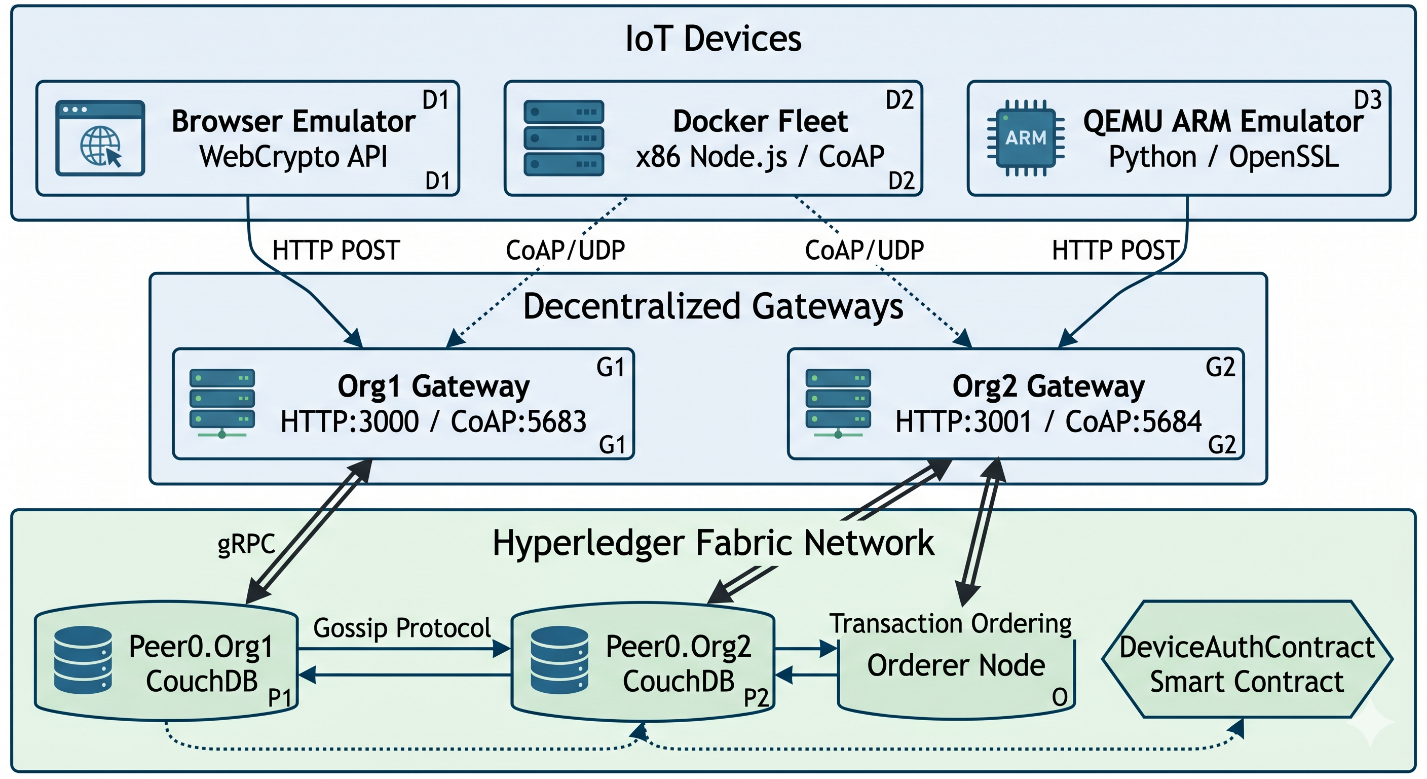 IoT Devices
D1
Browser Emulator
WebCrypto API
D1
D2
Docker Fleet
x86 Node.js / CoAP
D2
ARM
D3
QEMU ARM Emulator
Python / OpenSSL
HTTP POST
CoAP/UDP
CoAP/UDP
HTTP POST
Decentralized Gateways
G1
Org1 Gateway
HTTP:3000 / CoAP:5683
G1
G2
Org2 Gateway
HTTP:3001 / CoAP:5684
G2
gRPC
Hyperledger Fabric Network
Peer0.Org1
CouchDB
P1
Gossip Protocol
Peer0.Org2
CouchDB
P2
Transaction Ordering
Orderer Node
O
DeviceAuthContract
Smart Contract